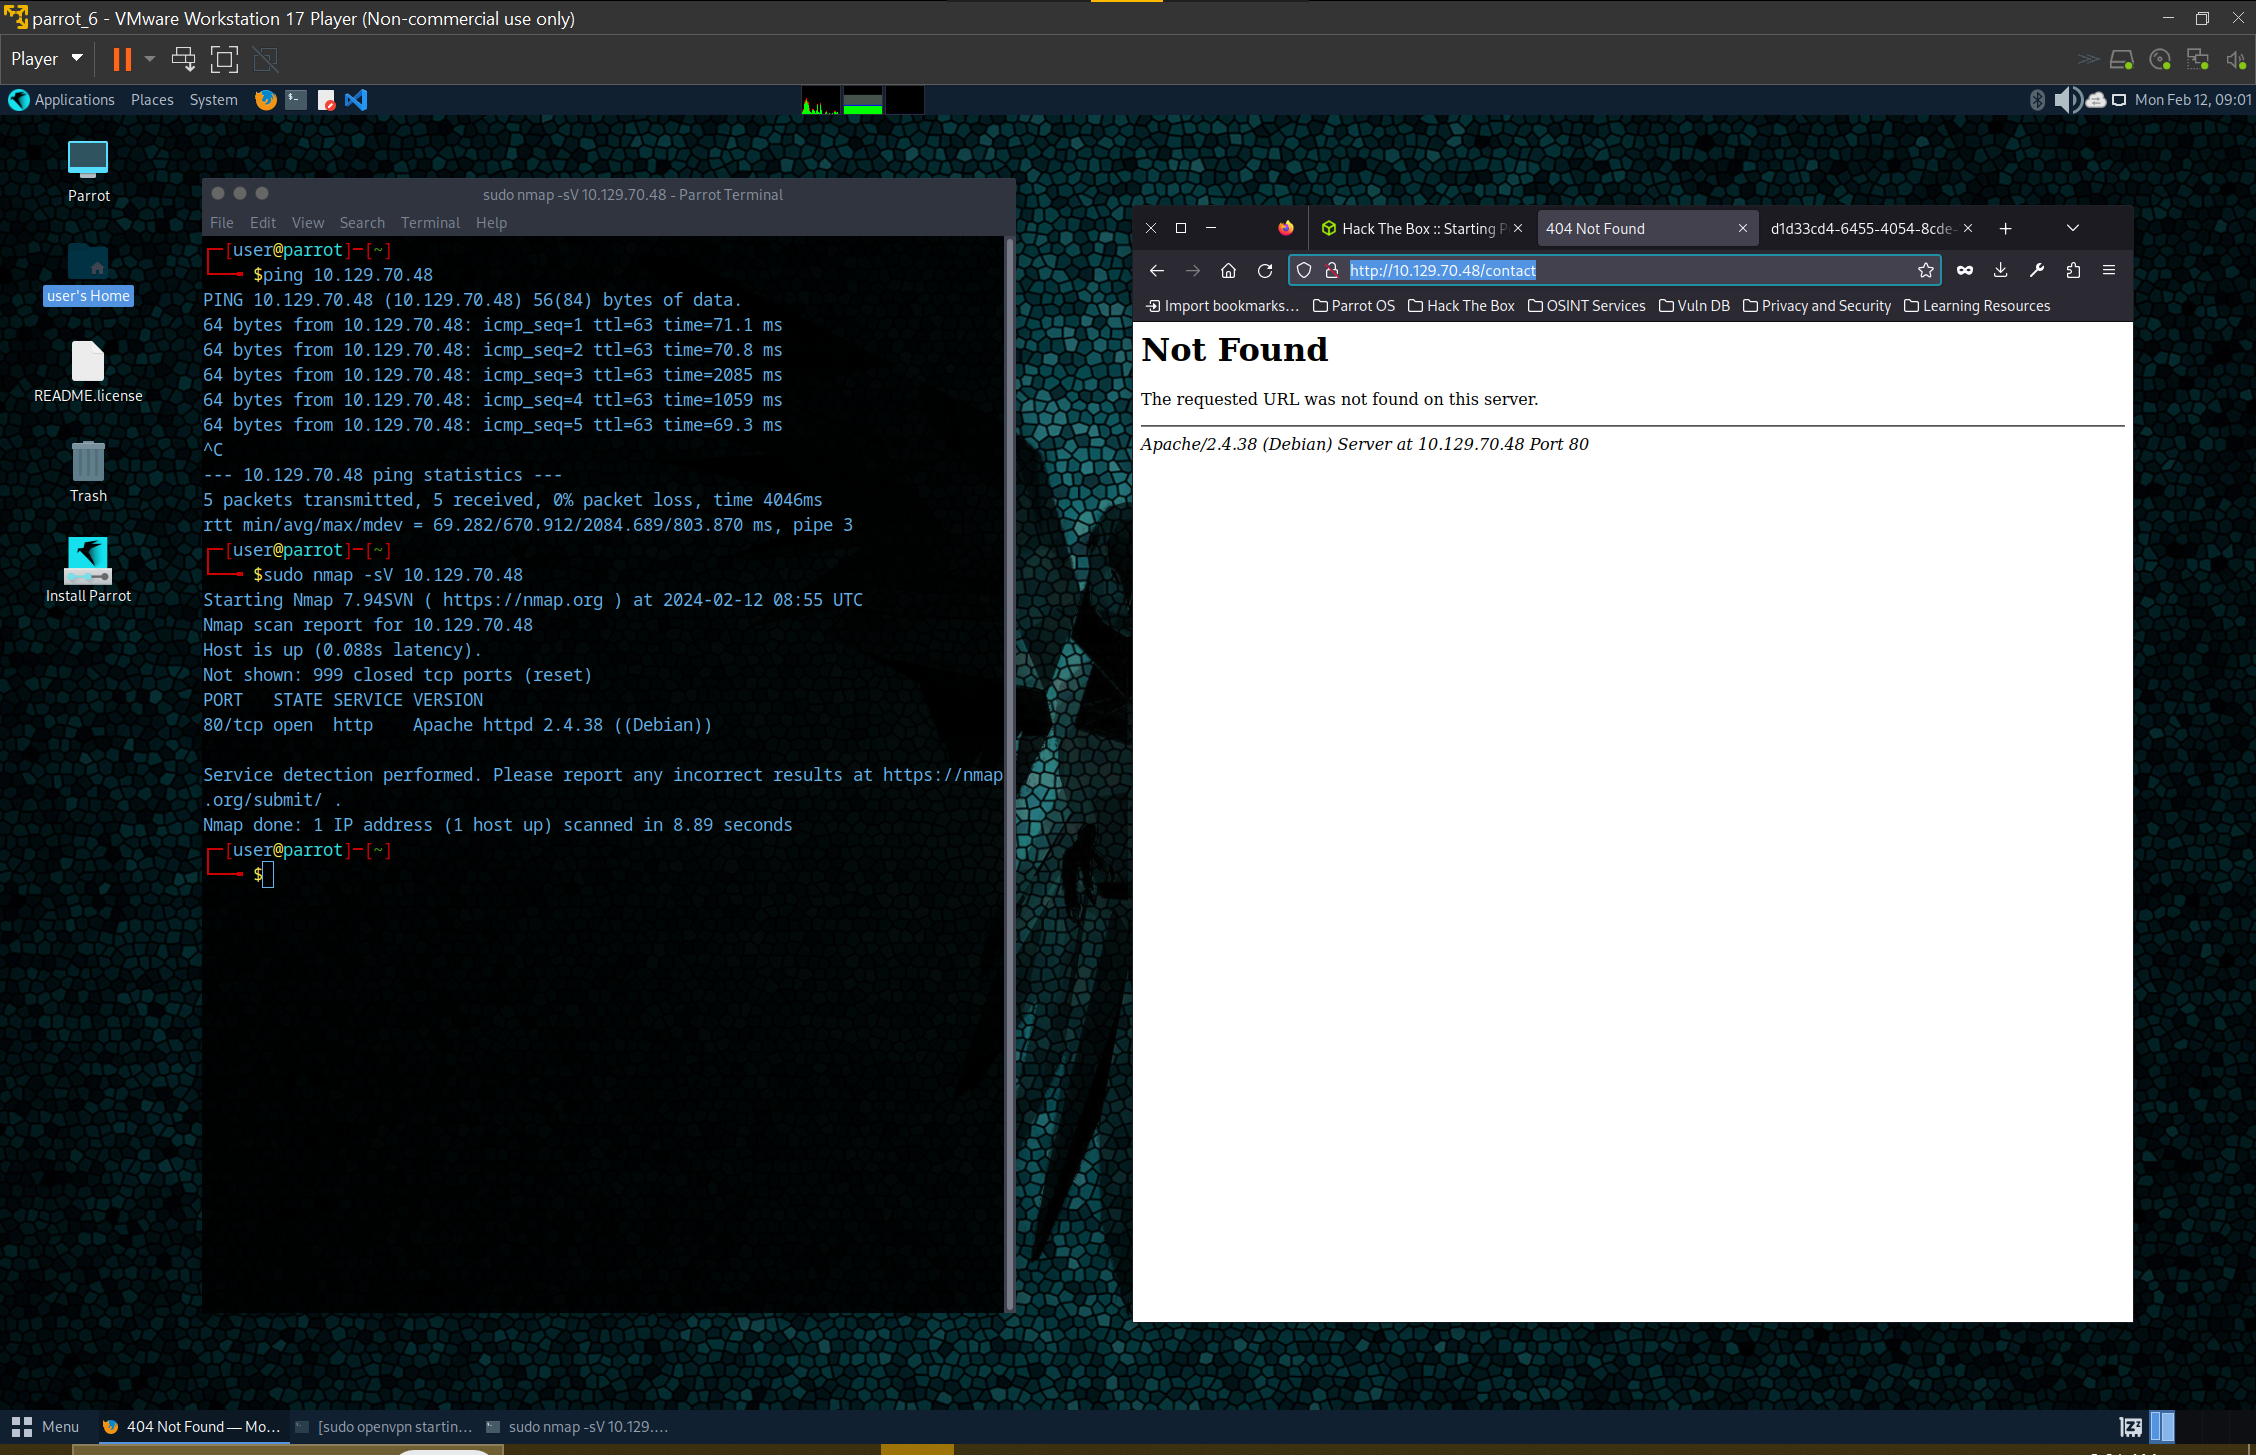 parrot_6 - VMware Workstation 17 Player (Non-commercial use only)
Player
Applications Places System
Mon Feb 12, 09:01
Parrot
user's Home
README.license
Trash
Install Parrot
sudo nmap -sV 10.129.70.48 - Parrot Terminal
File Edit View Search Terminal Help
[user@parrot]-[~]
$ping 10.129.70.48
PING 10.129.70.48 (10.129.70.48) 56(84) bytes of data.
64 bytes from 10.129.70.48: icmp_seq=1 ttl=63 time=71.1 ms
64 bytes from 10.129.70.48: icmp_seq=2 ttl=63 time=70.8 ms
64 bytes from 10.129.70.48: icmp_seq=3 ttl=63 time=2085 ms
64 bytes from 10.129.70.48: icmp_seq=4 ttl=63 time=1059 ms
64 bytes from 10.129.70.48: icmp_seq=5 ttl=63 time=69.3 ms
^C
--- 10.129.70.48 ping statistics ---
5 packets transmitted, 5 received, 0% packet loss, time 4046ms
rtt min/avg/max/mdev = 69.282/670.912/2084.689/803.870 ms, pipe 3
[user@parrot]-[~]
$sudo nmap -sV 10.129.70.48
Starting Nmap 7.94SVN ( https://nmap.org ) at 2024-02-12 08:55 UTC
Nmap scan report for 10.129.70.48
Host is up (0.088s latency).
Not shown: 999 closed tcp ports (reset)
PORT   STATE SERVICE VERSION
80/tcp open  http    Apache httpd 2.4.38 ((Debian))
Service detection performed. Please report any incorrect results at https://nmap
.org/submit/ .
Nmap done: 1 IP address (1 host up) scanned in 8.89 seconds
[user@parrot]-[~]
$
Hack The Box :: Starting P
404 Not Found
d1d33cd4-6455-4054-8cde-
http://10.129.70.48/contact
Import bookmarks... Parrot OS Hack The Box OSINT Services Vuln DB Privacy and Security Learning Resources
Not Found
The requested URL was not found on this server.
Apache/2.4.38 (Debian) Server at 10.129.70.48 Port 80
Menu
404 Not Found — Mo...
[sudo openvpn startin...
sudo nmap -sV 10.129....